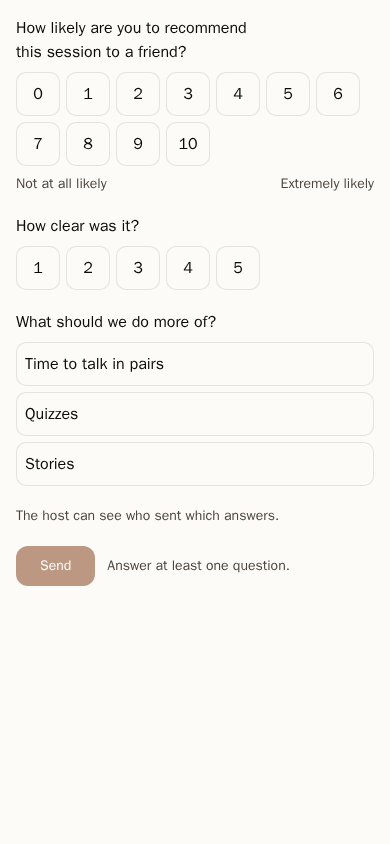 How likely are you to recommend
this session to a friend?
0 1 2 3 4 5 6
7 8 9 10
Not at all likely Extremely likely
How clear was it?
1 2 3 4 5
What should we do more of?
Time to talk in pairs
Quizzes
Stories
The host can see who sent which answers.
Send Answer at least one question.